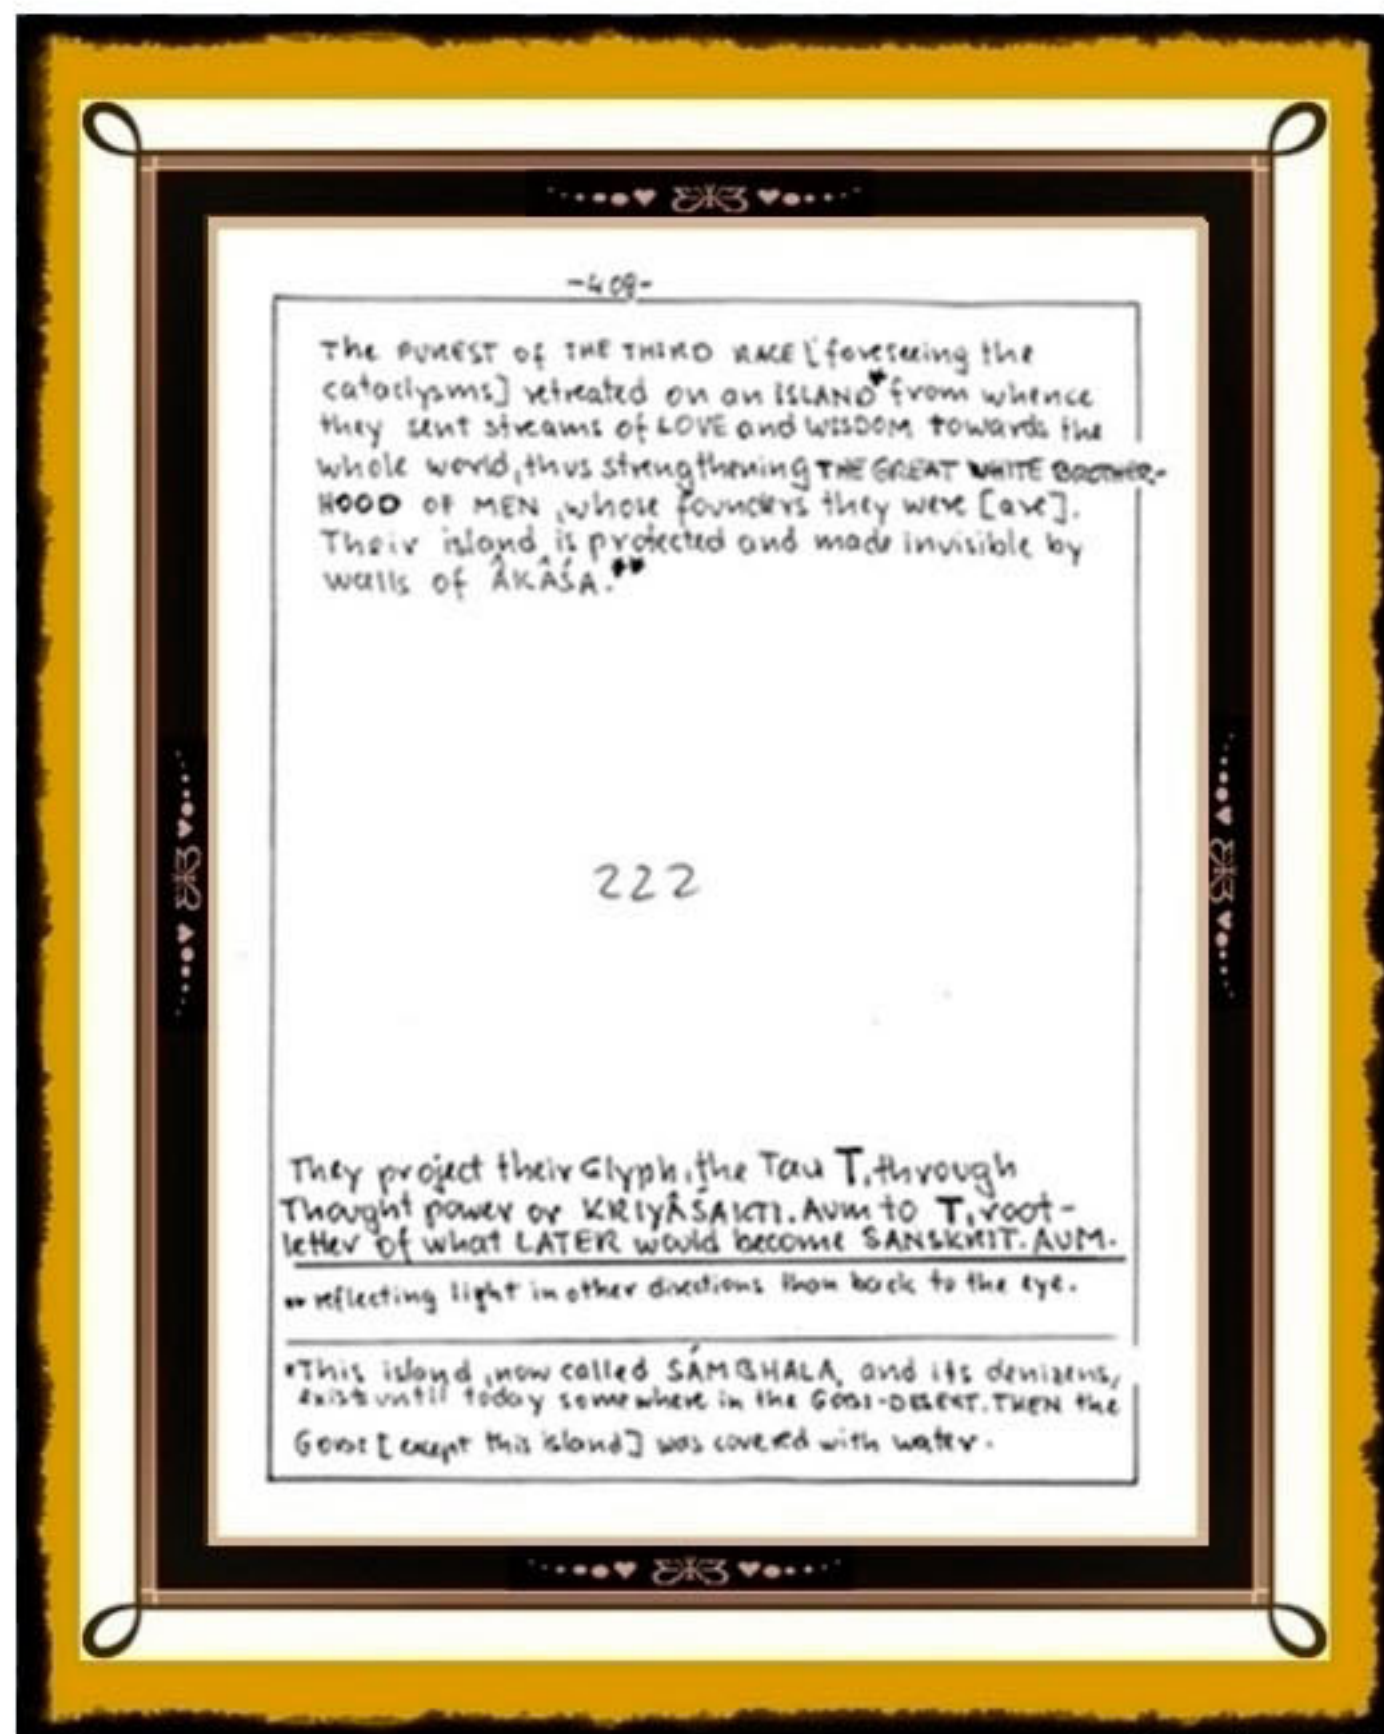 -408-
The PUREST of THE THIRD RACE [foreseeing the
cataclysms] retreated on an ISLAND* from whence
they sent streams of LOVE and WISDOM towards the
whole world, thus strengthening THE GREAT WHITE BROTHER-
HOOD OF MEN, whose founders they were [are].
Their island is protected and made invisible by
walls of ÂKÂŚA.**
222
They project their Glyph, the Tau T, through
Thought power or KRIYÂŚAKTI. AUM to T, root-
letter of what LATER would become SANSKRIT. AUM.
** reflecting light in other directions than back to the eye.
*This island, now called ŚAMBHALA, and its denizens,
exist until today somewhere in the GOBI-DESERT. THEN the
GOBI [except this island] was covered with water.